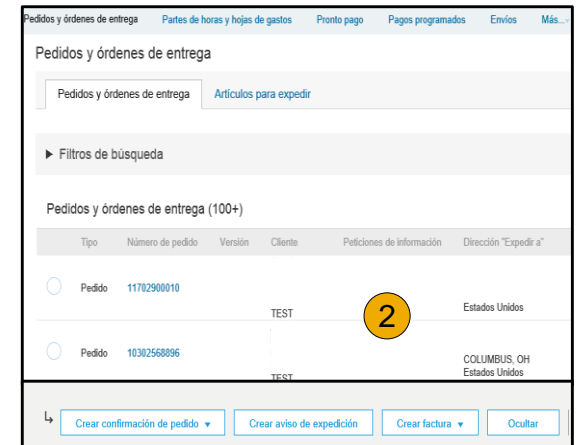 Pedidos y órdenes de entrega Partes de horas y hojas de gastos Pronto pago Pagos programados Envíos Más...
Pedidos y órdenes de entrega
Pedidos y órdenes de entrega Artículos para expedir
Filtros de búsqueda
Pedidos y órdenes de entrega (100+)
Tipo Número de pedido Versión Cliente Peticiones de información Dirección "Expedir a"
Pedido 11702900010
TEST Estados Unidos
2
Pedido 10302568896
COLUMBUS, OH
TEST Estados Unidos
Crear confirmación de pedido Crear aviso de expedición Crear factura Ocultar